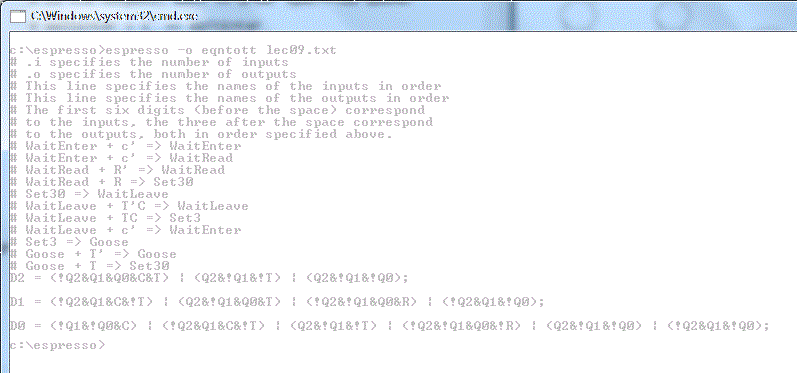 C:\Windows\system32\cmd.exe
c:\espresso>espresso -o eqntott lec09.txt
# .i specifies the number of inputs
# .o specifies the number of outputs
# This line specifies the names of the inputs in order
# This line specifies the names of the outputs in order
# The first six digits (before the space) correspond
# to the inputs, the three after the space correspond
# to the outputs, both in order specified above.
# WaitEnter + c' => WaitEnter
# WaitEnter + c' => WaitRead
# WaitRead + R' => WaitRead
# WaitRead + R => Set30
# Set30 => WaitLeave
# WaitLeave + T'C => WaitLeave
# WaitLeave + TC => Set3
# WaitLeave + c' => WaitEnter
# Set3 => Goose
# Goose + T' => Goose
# Goose + T => Set30
D2 = (!Q2&Q1&Q0&C&T) | (Q2&!Q1&!T) | (Q2&!Q1&!Q0);
D1 = (!Q2&Q1&C&!T) | (Q2&!Q1&Q0&T) | (!Q2&!Q1&Q0&R) | (!Q2&Q1&!Q0);
D0 = (!Q1&!Q0&C) | (!Q2&Q1&C&!T) | (Q2&!Q1&!T) | (!Q2&!Q1&Q0&!R) | (Q2&!Q1&!Q0) | (!Q2&Q1&!Q0);
c:\espresso>